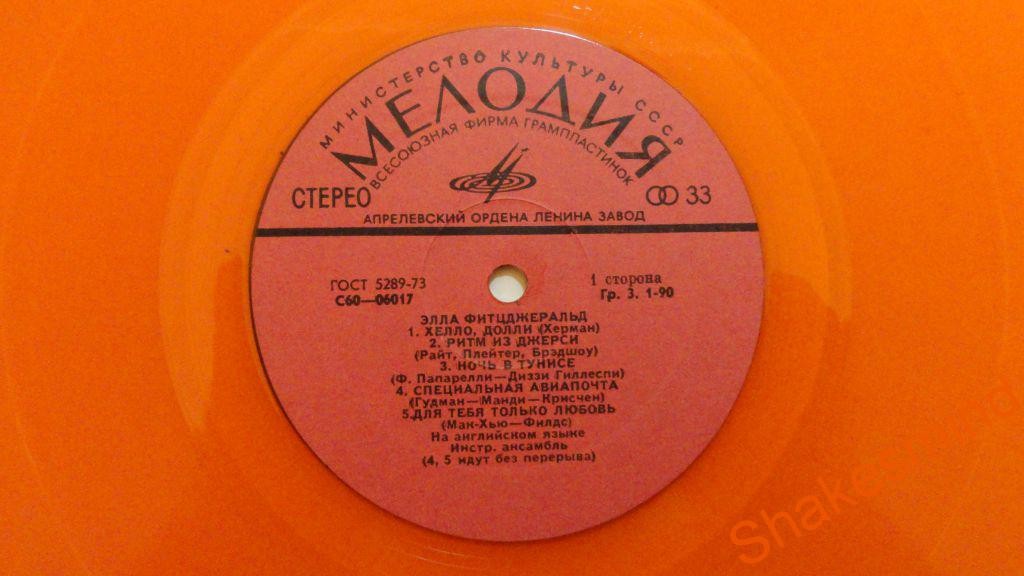 МИНИСТЕРСТВО КУЛЬТУРЫ СССР
МЕЛОДИЯ
ВСЕСОЮЗНАЯ ФИРМА ГРАМПЛАСТИНОК
СТЕРЕО
33
АПРЕЛЕВСКИЙ ОРДЕНА ЛЕНИНА ЗАВОД
ГОСТ 5289-73
1 сторона
С60—06017
Гр. 3. 1-90
ЭЛЛА ФИТЦДЖЕРАЛЬД
1. ХЕЛЛО, ДОЛЛИ (Херман)
2. РИТМ ИЗ ДЖЕРСИ
(Райт, Плейтер, Брэдшоу)
3. НОЧЬ В ТУНИСЕ
(Ф. Папарелли—Диззи Гиллеспи)
4. СПЕЦИАЛЬНАЯ АВИАПОЧТА
(Гудман—Манди—Крисчен)
5.ДЛЯ ТЕБЯ ТОЛЬКО ЛЮБОВЬ
(Мак-Хью—Филдс)
На английском языке
Инстр. ансамбль
(4, 5 идут без перерыва)